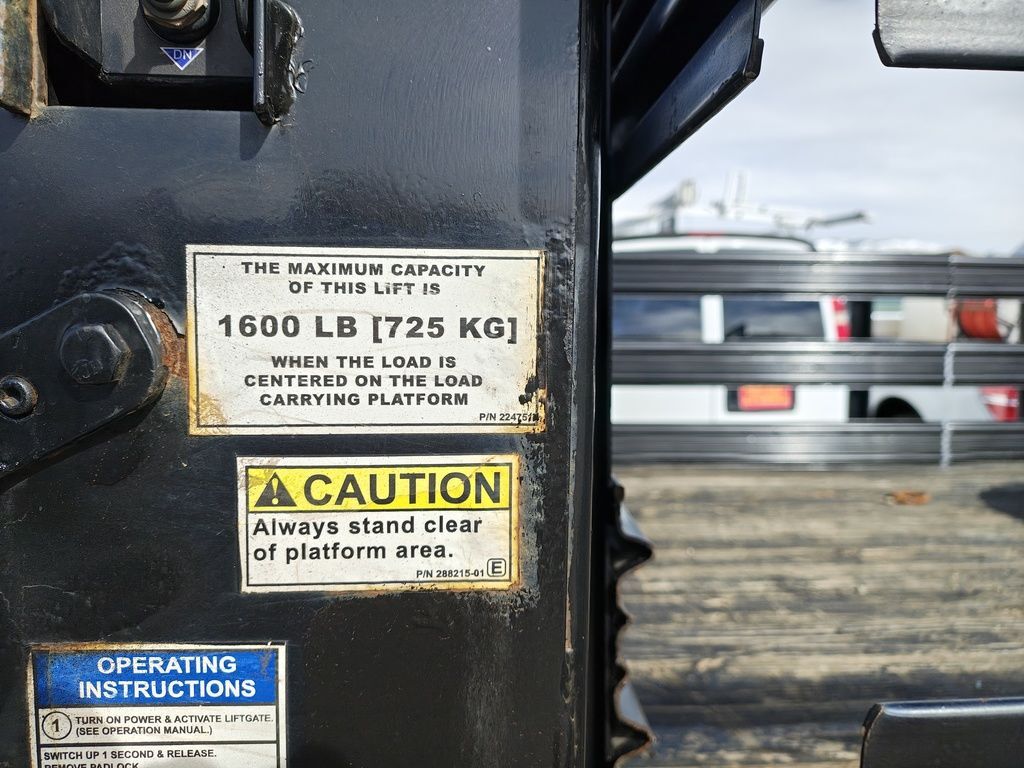 DN
THE MAXIMUM CAPACITY
OF THIS LIFT IS
1600 LB [725 KG]
WHEN THE LOAD IS
CENTERED ON THE LOAD
CARRYING PLATFORM
P/N
CAUTION
Always stand clear
of platform area.
P/N 288215-01 E
OPERATING
INSTRUCTIONS
1 TURN ON POWER & ACTIVATE LIFTGATE.
(SEE OPERATION MANUAL.)
SWITCH UP 1 SECOND & RELEASE.
REMOVE PADLOCK